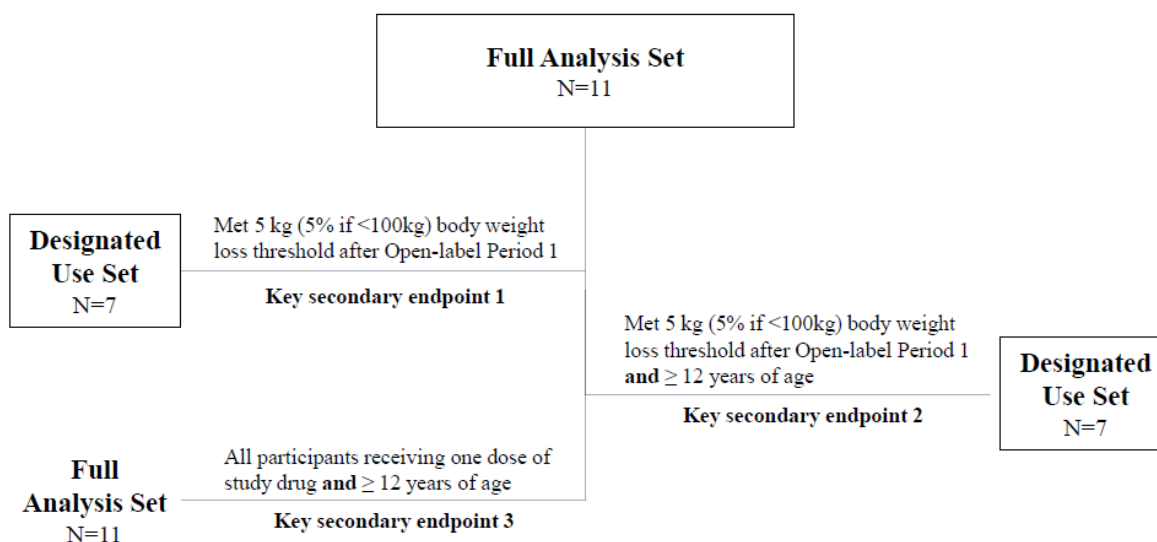 Full Analysis Set
N=11
Met 5 kg (5% if <100kg) body weight
loss threshold after Open-label Period 1
Key secondary endpoint 1
Designated
Use Set
N=7
Met 5 kg (5% if <100kg) body weight
loss threshold after Open-label Period 1
and ≥ 12 years of age
Key secondary endpoint 2
Designated
Use Set
N=7
All participants receiving one dose of
study drug and ≥ 12 years of age
Key secondary endpoint 3
Full
Analysis Set
N=11